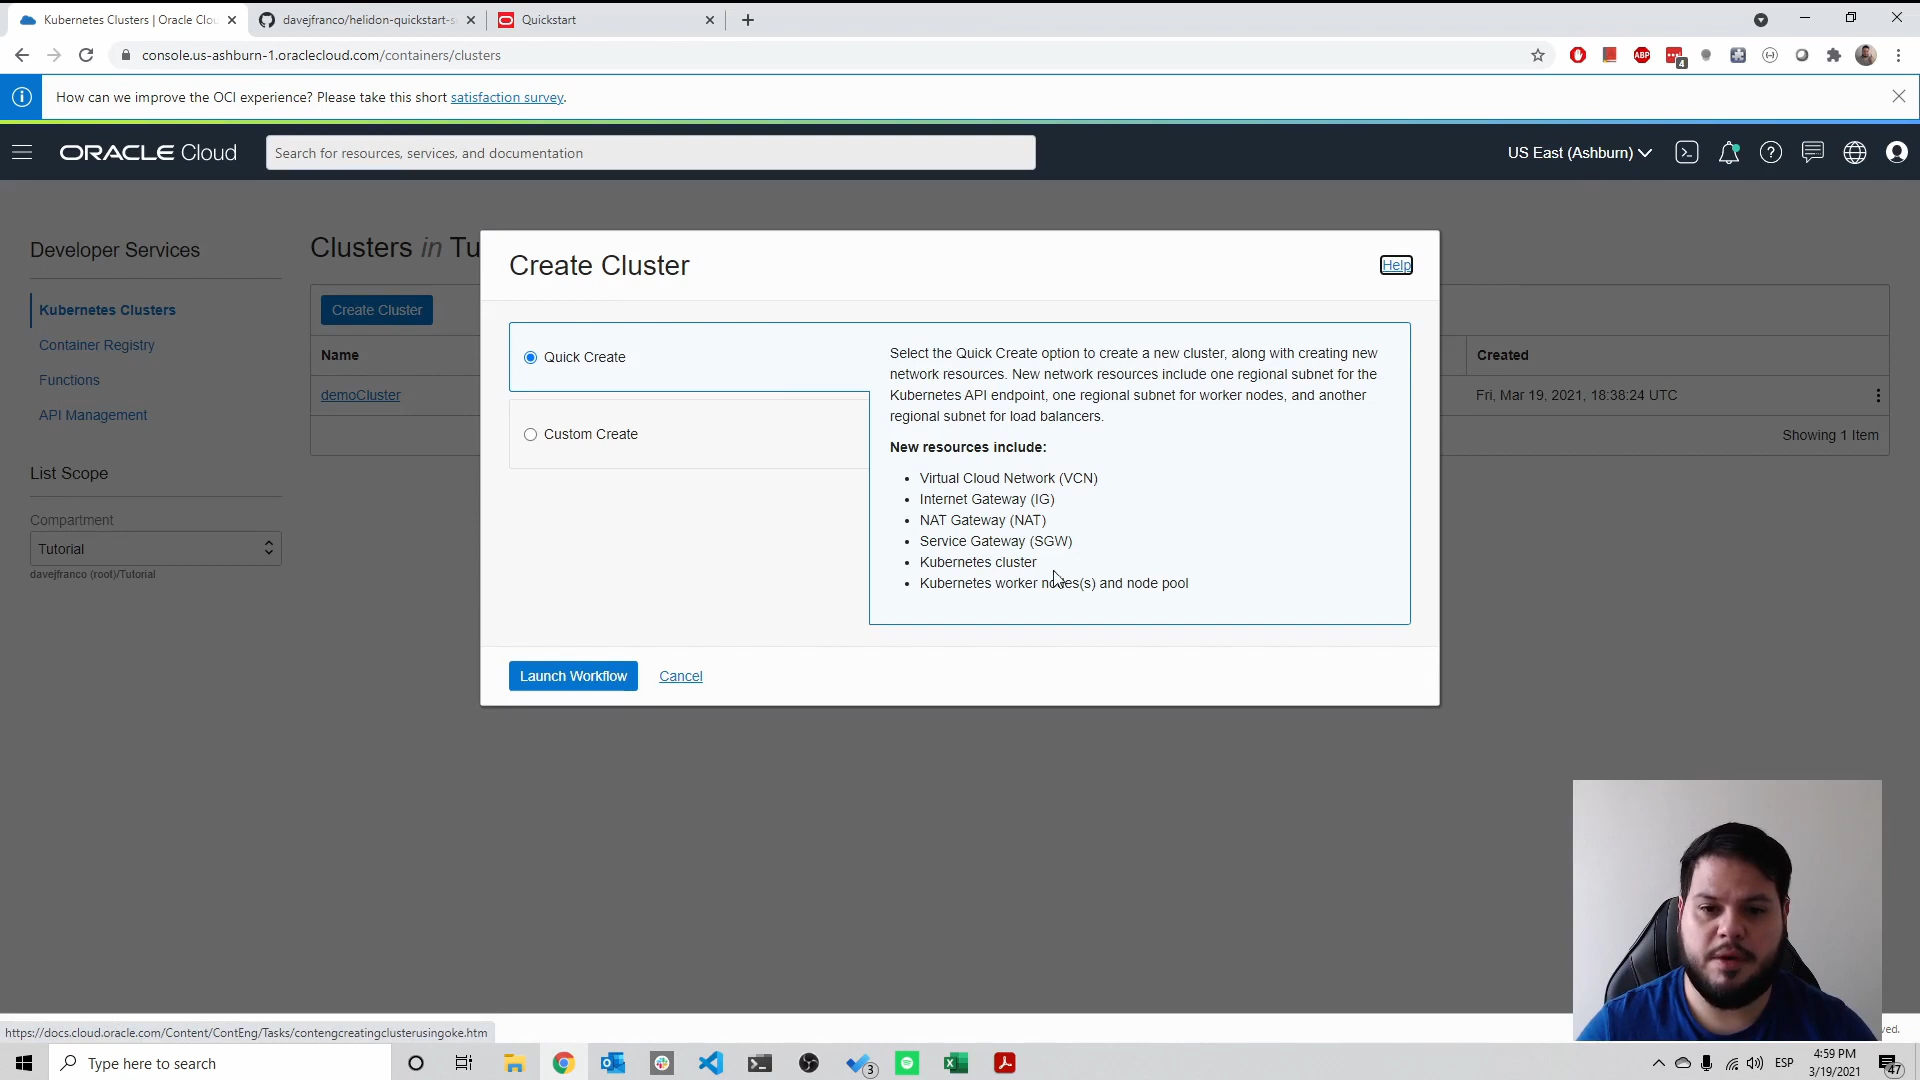 Kubernetes Clusters | Oracle Clou
davejfranco/helidon-quickstart-s
Quickstart
console.us-ashburn-1.oraclecloud.com/containers/clusters
ABP
4
How can we improve the OCI experience? Please take this short satisfaction survey.
ORACLE Cloud
Search for resources, services, and documentation
US East (Ashburn)
Developer Services
Kubernetes Clusters
Container Registry
Functions
API Management
List Scope
Compartment
Tutorial
davejfranco (root)/Tutorial
Clusters in Tu
Create Cluster
Name
Created
demoCluster
Fri, Mar 19, 2021, 18:38:24 UTC
Showing 1 Item
Create Cluster
Help
Quick Create
Custom Create
Select the Quick Create option to create a new cluster, along with creating new
network resources. New network resources include one regional subnet for the
Kubernetes API endpoint, one regional subnet for worker nodes, and another
regional subnet for load balancers.
New resources include:
• Virtual Cloud Network (VCN)
• Internet Gateway (IG)
• NAT Gateway (NAT)
• Service Gateway (SGW)
• Kubernetes cluster
• Kubernetes worker nodes(s) and node pool
Launch Workflow
Cancel
https://docs.cloud.oracle.com/Content/ContEng/Tasks/contengcreatingclusterusingoke.htm
ved.
Type here to search
3
ESP
4:59 PM
3/19/2021
47